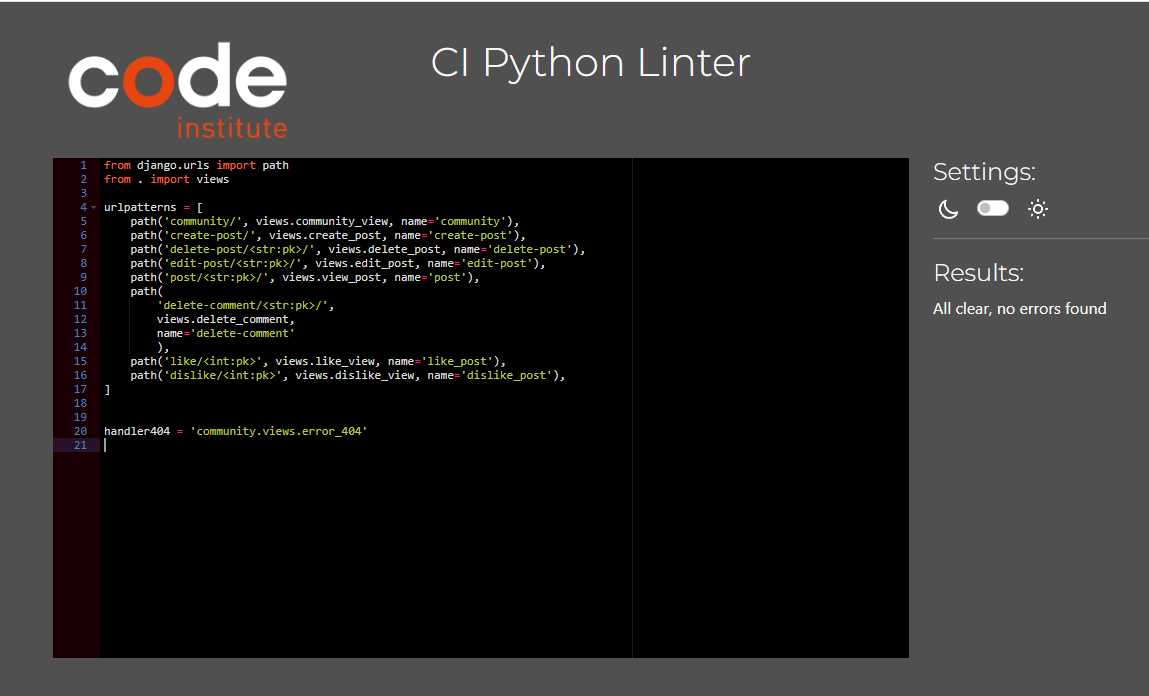 code
institute
CI Python Linter
1 from django.urls import path
2 from . import views
3
4 urlpatterns = [
5     path('community/', views.community_view, name='community'),
6     path('create-post/', views.create_post, name='create-post'),
7     path('delete-post/<str:pk>/', views.delete_post, name='delete-post'),
8     path('edit-post/<str:pk>/', views.edit_post, name='edit-post'),
9     path('post/<str:pk>/', views.view_post, name='post'),
10     path(
11         'delete-comment/<str:pk>/',
12         views.delete_comment,
13         name='delete-comment'
14         ),
15     path('like/<int:pk>', views.like_view, name='like_post'),
16     path('dislike/<int:pk>', views.dislike_view, name='dislike_post'),
17 ]
18
19
20 handler404 = 'community.views.error_404'
21
Settings:
Results:
All clear, no errors found